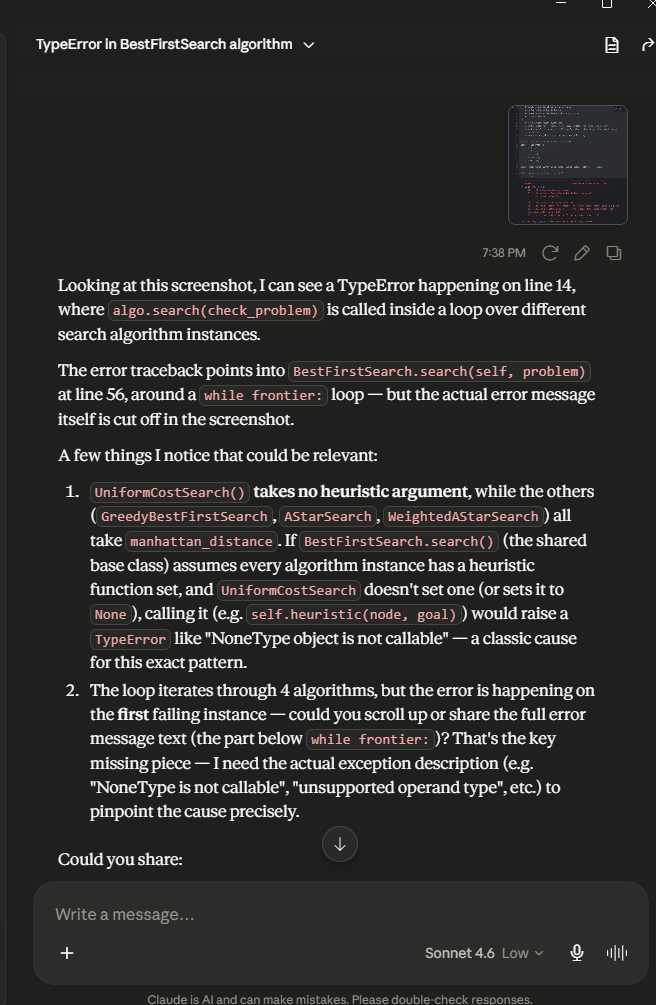 TypeError in BestFirstSearch algorithm
7:38 PM
Looking at this screenshot, I can see a TypeError happening on line 14,
where algo.search(check_problem) is called inside a loop over different
search algorithm instances.
The error traceback points into BestFirstSearch.search(self, problem)
at line 56, around a while frontier: loop — but the actual error message
itself is cut off in the screenshot.
A few things I notice that could be relevant:
1. UniformCostSearch() takes no heuristic argument, while the others
(GreedyBestFirstSearch, AStarSearch, WeightedAStarSearch) all
take manhattan_distance. If BestFirstSearch.search() (the shared
base class) assumes every algorithm instance has a heuristic
function set, and UniformCostSearch doesn't set one (or sets it to
None), calling it (e.g. self.heuristic(node, goal)) would raise a
TypeError like "NoneType object is not callable" — a classic cause
for this exact pattern.
2. The loop iterates through 4 algorithms, but the error is happening on
the first failing instance — could you scroll up or share the full error
message text (the part below while frontier:)? That's the key
missing piece — I need the actual exception description (e.g.
"NoneType is not callable", "unsupported operand type", etc.) to
pinpoint the cause precisely.
Could you share:
Write a message...
Sonnet 4.6 Low
Claude is AI and can make mistakes. Please double-check responses.